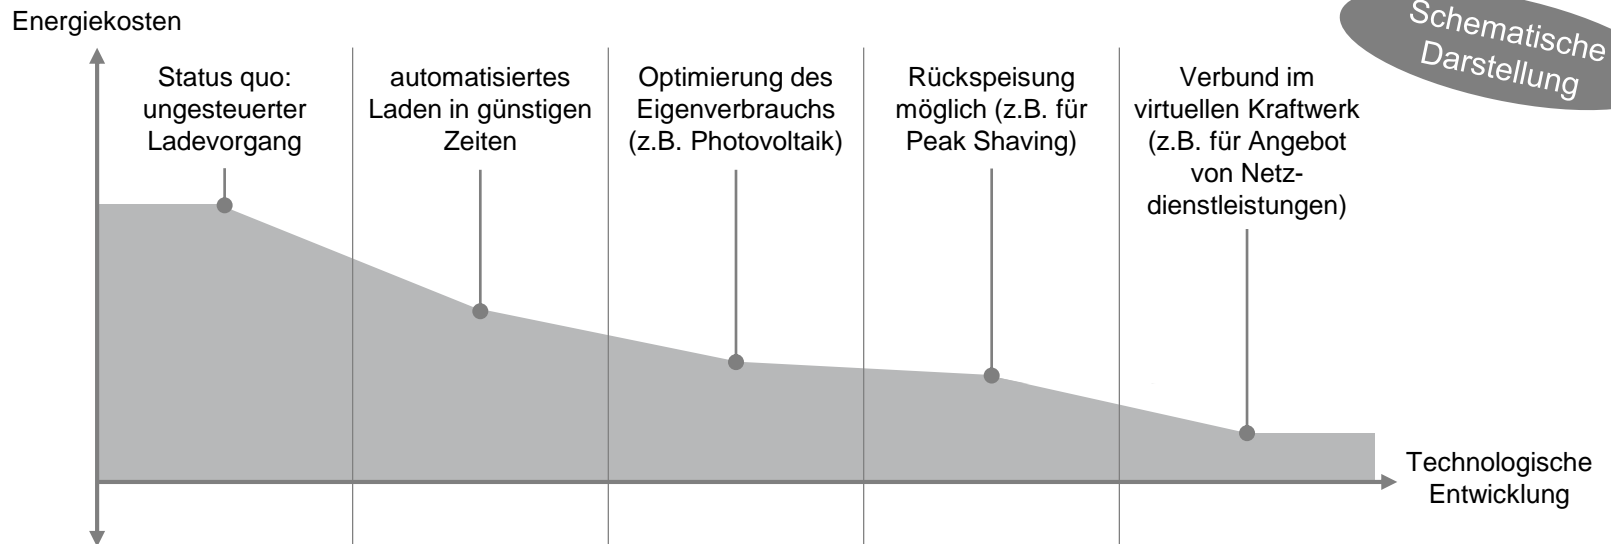 Energiekosten
Schematische
Darstellung
Status quo:
ungesteuerter
Ladevorgang
automatisiertes
Laden in günstigen
Zeiten
Optimierung des
Eigenverbrauchs
(z.B. Photovoltaik)
Rückspeisung
möglich (z.B. für
Peak Shaving)
Verbund im
virtuellen Kraftwerk
(z.B. für Angebot
von Netz-
dienstleistungen)
Technologische
Entwicklung